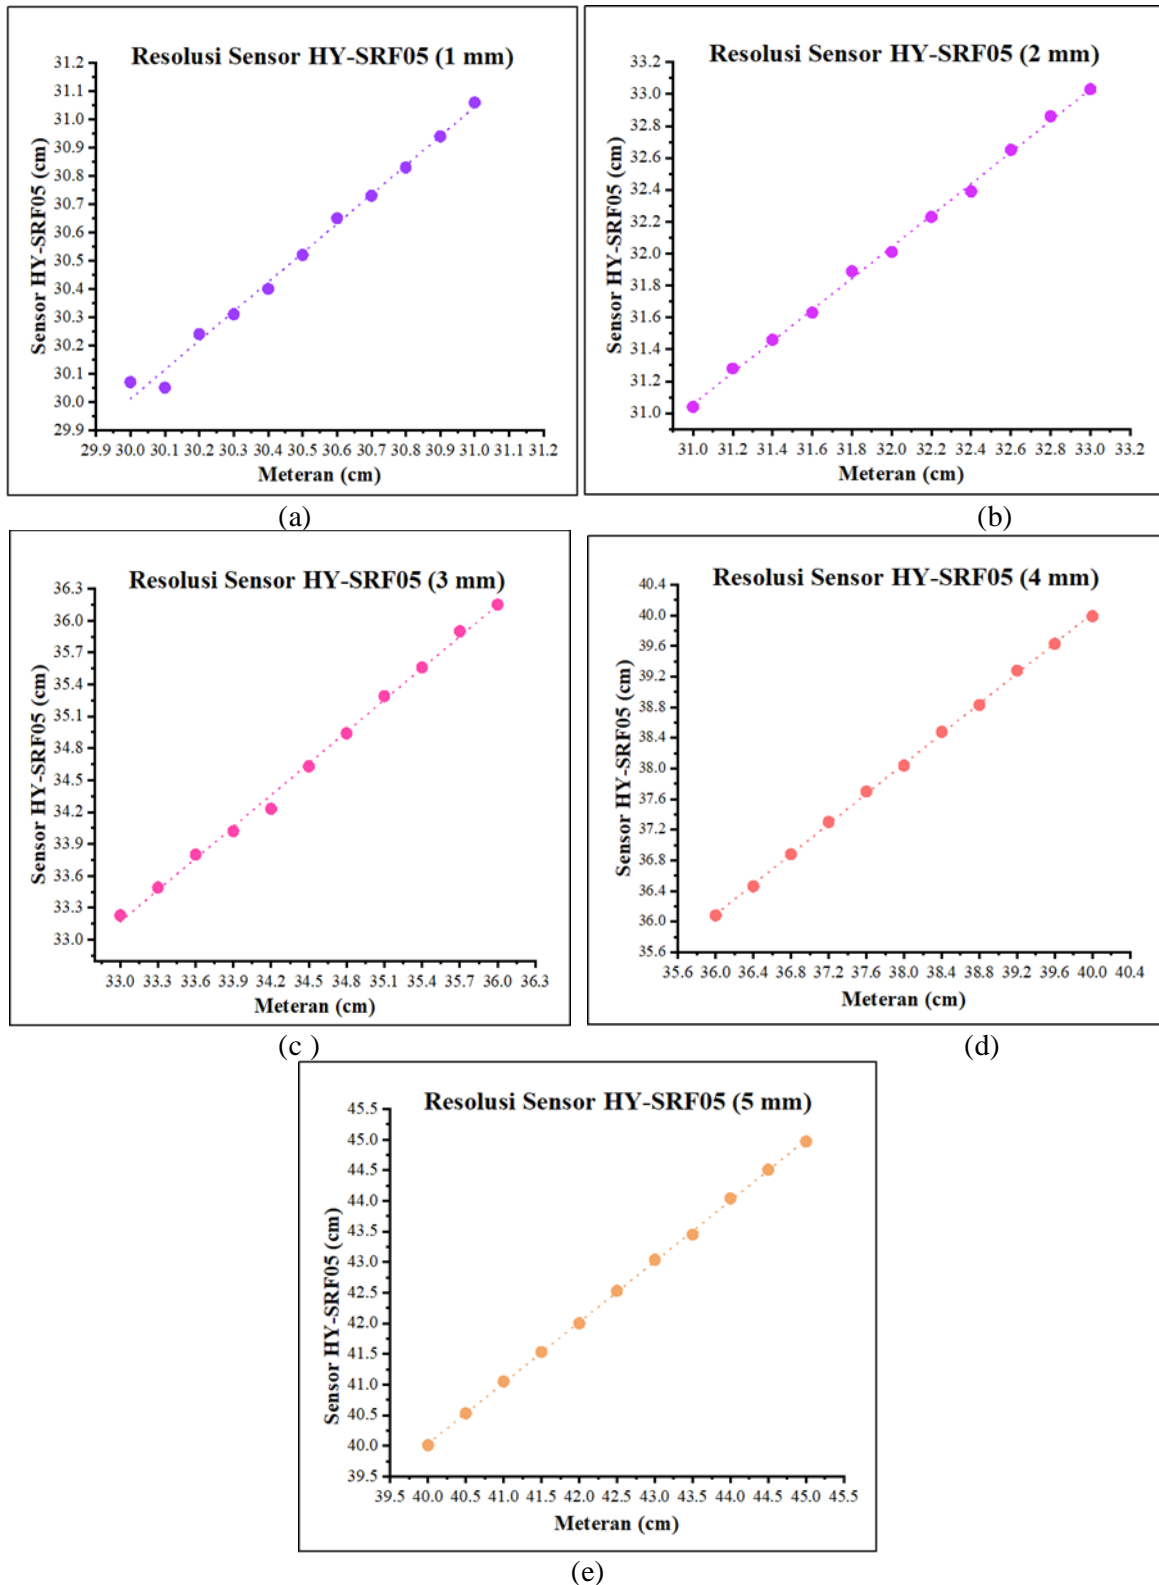 Resolusi Sensor HY-SRF05 (1 mm)
Sensor HY-SRF05 (cm)
31.2
31.1
31.0
30.9
30.8
30.7
30.6
30.5
30.4
30.3
30.2
30.1
30.0
29.9
29.9 30.0 30.1 30.2 30.3 30.4 30.5 30.6 30.7 30.8 30.9 31.0 31.1 31.2
Meteran (cm)
(a)
Resolusi Sensor HY-SRF05 (2 mm)
Sensor HY-SRF05 (cm)
33.2
33.0
32.8
32.6
32.4
32.2
32.0
31.8
31.6
31.4
31.2
31.0
31.0 31.2 31.4 31.6 31.8 32.0 32.2 32.4 32.6 32.8 33.0 33.2
Meteran (cm)
(b)
Resolusi Sensor HY-SRF05 (3 mm)
Sensor HY-SRF05 (cm)
36.3
36.0
35.7
35.4
35.1
34.8
34.5
34.2
33.9
33.6
33.3
33.0
33.0 33.3 33.6 33.9 34.2 34.5 34.8 35.1 35.4 35.7 36.0 36.3
Meteran (cm)
(c )
Resolusi Sensor HY-SRF05 (4 mm)
Sensor HY-SRF05 (cm)
40.4
40.0
39.6
39.2
38.8
38.4
38.0
37.6
37.2
36.8
36.4
36.0
35.6
35.6 36.0 36.4 36.8 37.2 37.6 38.0 38.4 38.8 39.2 39.6 40.0 40.4
Meteran (cm)
(d)
Resolusi Sensor HY-SRF05 (5 mm)
Sensor HY-SRF05 (cm)
45.5
45.0
44.5
44.0
43.5
43.0
42.5
42.0
41.5
41.0
40.5
40.0
39.5
39.5 40.0 40.5 41.0 41.5 42.0 42.5 43.0 43.5 44.0 44.5 45.0 45.5
Meteran (cm)
(e)